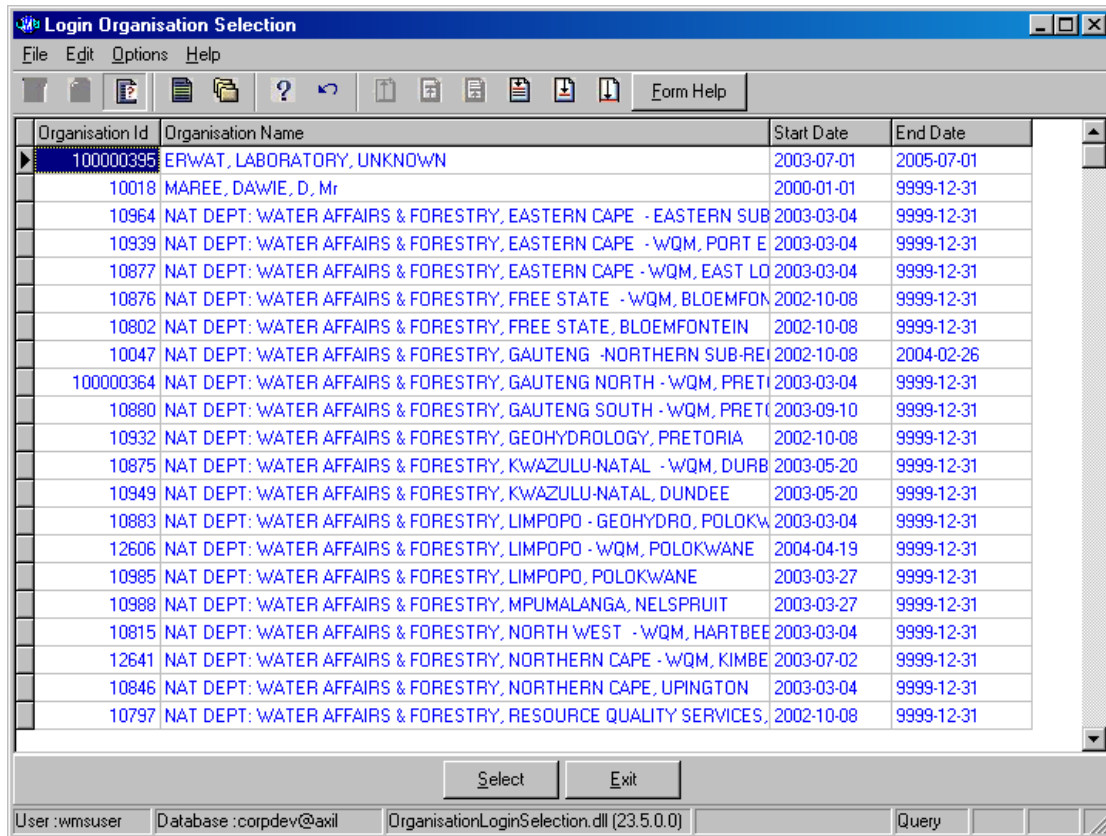 Login Organisation Selection
File Edit Options Help
Form Help
Organisation Id Organisation Name Start Date End Date
100000395 ERWAT, LABORATORY, UNKNOWN 2003-07-01 2005-07-01
10018 MAREE, DAWIE, D, Mr 2000-01-01 9999-12-31
10964 NAT DEPT: WATER AFFAIRS & FORESTRY, EASTERN CAPE - EASTERN SUB 2003-03-04 9999-12-31
10939 NAT DEPT: WATER AFFAIRS & FORESTRY, EASTERN CAPE - WQM, PORT E 2003-03-04 9999-12-31
10877 NAT DEPT: WATER AFFAIRS & FORESTRY, EASTERN CAPE - WQM, EAST LO 2003-03-04 9999-12-31
10876 NAT DEPT: WATER AFFAIRS & FORESTRY, FREE STATE - WQM, BLOEMFON 2002-10-08 9999-12-31
10802 NAT DEPT: WATER AFFAIRS & FORESTRY, FREE STATE, BLOEMFONTEIN 2002-10-08 9999-12-31
10047 NAT DEPT: WATER AFFAIRS & FORESTRY, GAUTENG -NORTHERN SUB-RE 2002-10-08 2004-02-26
100000364 NAT DEPT: WATER AFFAIRS & FORESTRY, GAUTENG NORTH - WQM, PRET 2003-03-04 9999-12-31
10880 NAT DEPT: WATER AFFAIRS & FORESTRY, GAUTENG SOUTH - WQM, PRET 2003-09-10 9999-12-31
10932 NAT DEPT: WATER AFFAIRS & FORESTRY, GEOHYDROLOGY, PRETORIA 2002-10-08 9999-12-31
10875 NAT DEPT: WATER AFFAIRS & FORESTRY, KWAZULU-NATAL - WQM, DURB 2003-05-20 9999-12-31
10949 NAT DEPT: WATER AFFAIRS & FORESTRY, KWAZULU-NATAL, DUNDEE 2003-05-20 9999-12-31
10883 NAT DEPT: WATER AFFAIRS & FORESTRY, LIMPOPO - GEOHYDRO, POLOKW 2003-03-04 9999-12-31
12606 NAT DEPT: WATER AFFAIRS & FORESTRY, LIMPOPO - WQM, POLOKWANE 2004-04-19 9999-12-31
10985 NAT DEPT: WATER AFFAIRS & FORESTRY, LIMPOPO, POLOKWANE 2003-03-27 9999-12-31
10988 NAT DEPT: WATER AFFAIRS & FORESTRY, MPUMALANGA, NELSPRUIT 2003-03-27 9999-12-31
10815 NAT DEPT: WATER AFFAIRS & FORESTRY, NORTH WEST - WQM, HARTBEE 2003-03-04 9999-12-31
12641 NAT DEPT: WATER AFFAIRS & FORESTRY, NORTHERN CAPE - WQM, KIMBE 2003-07-02 9999-12-31
10846 NAT DEPT: WATER AFFAIRS & FORESTRY, NORTHERN CAPE, UPINGTON 2003-03-04 9999-12-31
10797 NAT DEPT: WATER AFFAIRS & FORESTRY, RESOURCE QUALITY SERVICES, 2002-10-08 9999-12-31
Select Exit
User :wmsuser Database :corpdev@axil OrganisationLoginSelection.dll (23.5.0.0) Query